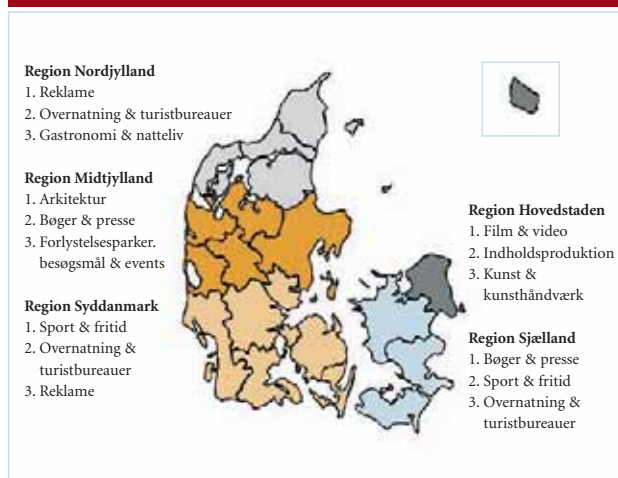 Region Nordjylland
1. Reklame
2. Overnatning & turistbureauer
3. Gastronomi & natteliv
Region Midtjylland
1. Arkitektur
2. Bøger & presse
3. Forlystelsesparker.
besøgsmål & events
Region Syddanmark
1. Sport & fritid
2. Overnatning &
turistbureauer
3. Reklame
Region Hovedstaden
1. Film & video
2. Indholdsproduktion
3. Kunst &
kunsthåndværk
Region Sjælland
1. Bøger & presse
2. Sport & fritid
3. Overnatning &
turistbureauer